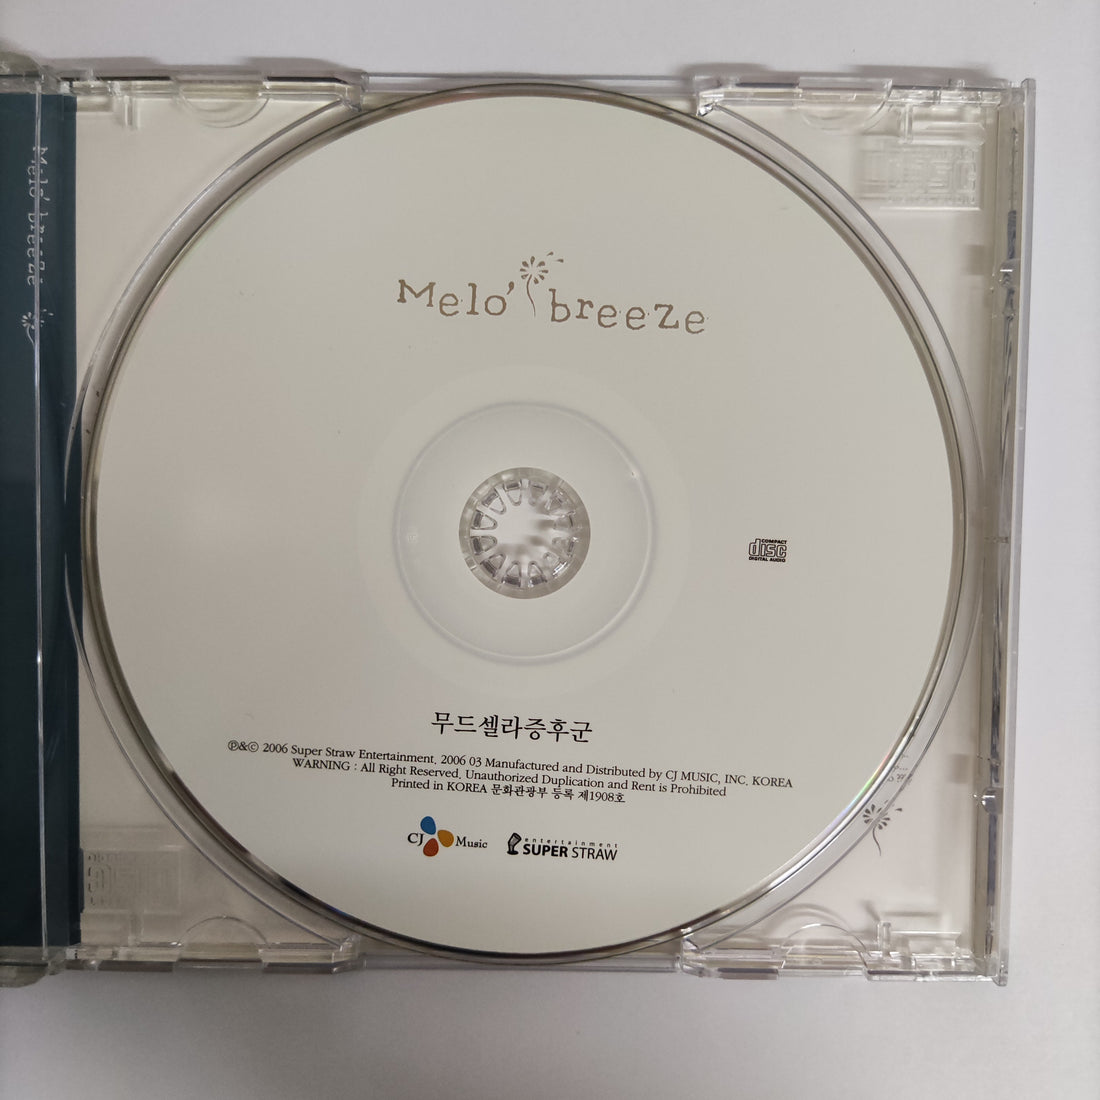 Melo' breeze
Melo' breeze
COMPACT
disc
DIGITAL AUDIO
무드셀라증후군
℗&© 2006 Super Straw Entertainment. 2006 03 Manufactured and Distributed by CJ MUSIC, INC. KOREA
WARNING : All Right Reserved. Unauthorized Duplication and Rent is Prohibited
Printed in KOREA 문화관광부 등록 제1908호
CJ Music
entertainment
SUPER STRAW